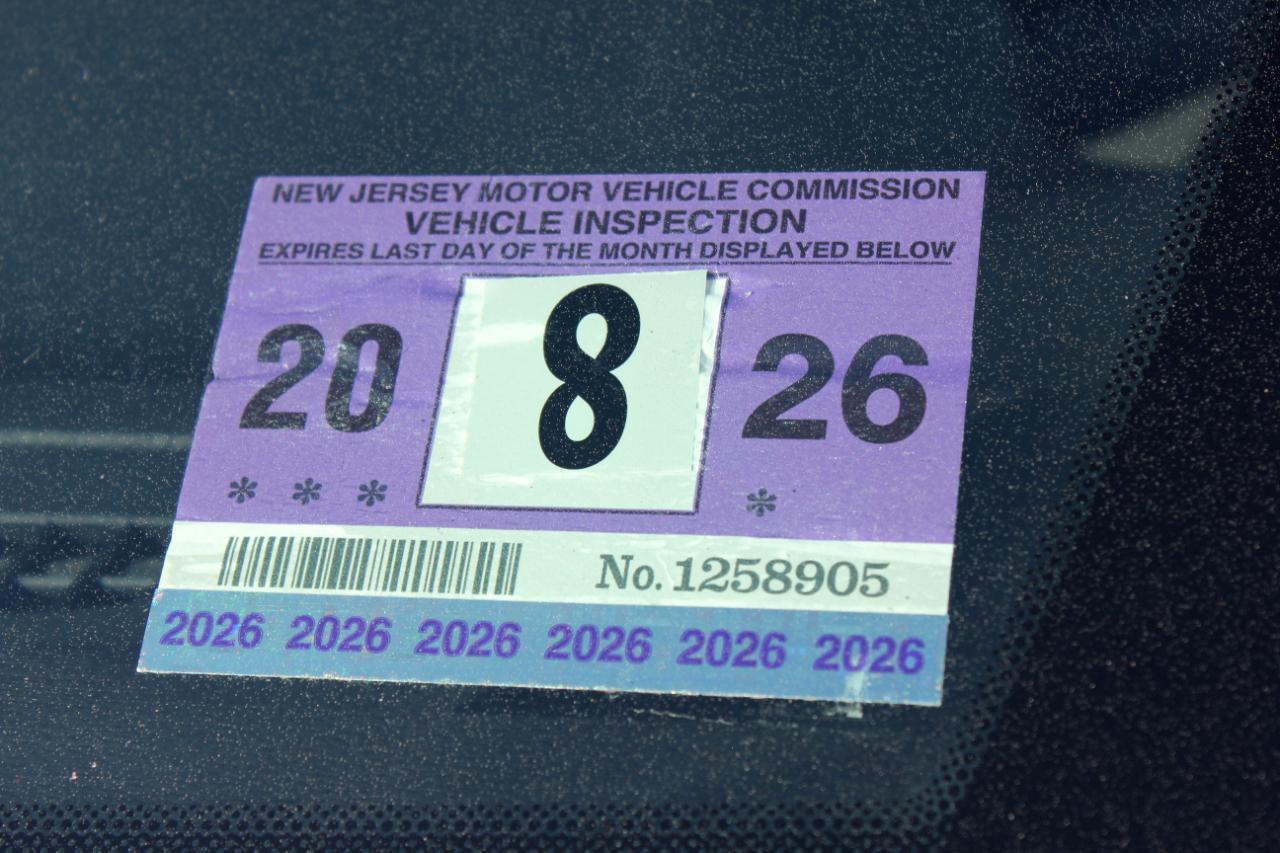 NEW JERSEY MOTOR VEHICLE COMMISSION
VEHICLE INSPECTION
EXPIRES LAST DAY OF THE MONTH DISPLAYED BELOW
20 8 26
* * * *
No. 1258905
2026 2026 2026 2026 2026 2026